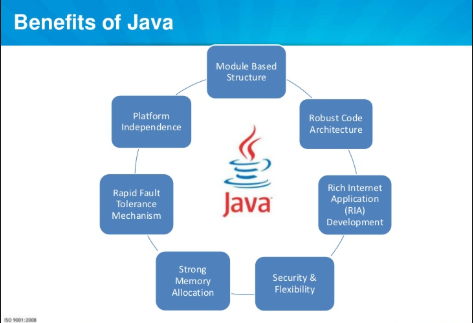 Benefits of Java
Module Based
Structure
Robust Code
Architecture
Rich Internet
Application
(RIA)
Development
Security &
Flexibility
Strong
Memory
Allocation
Rapid Fault
Tolerance
Mechanism
Platform
Independence
Java
ISO 9001:2008